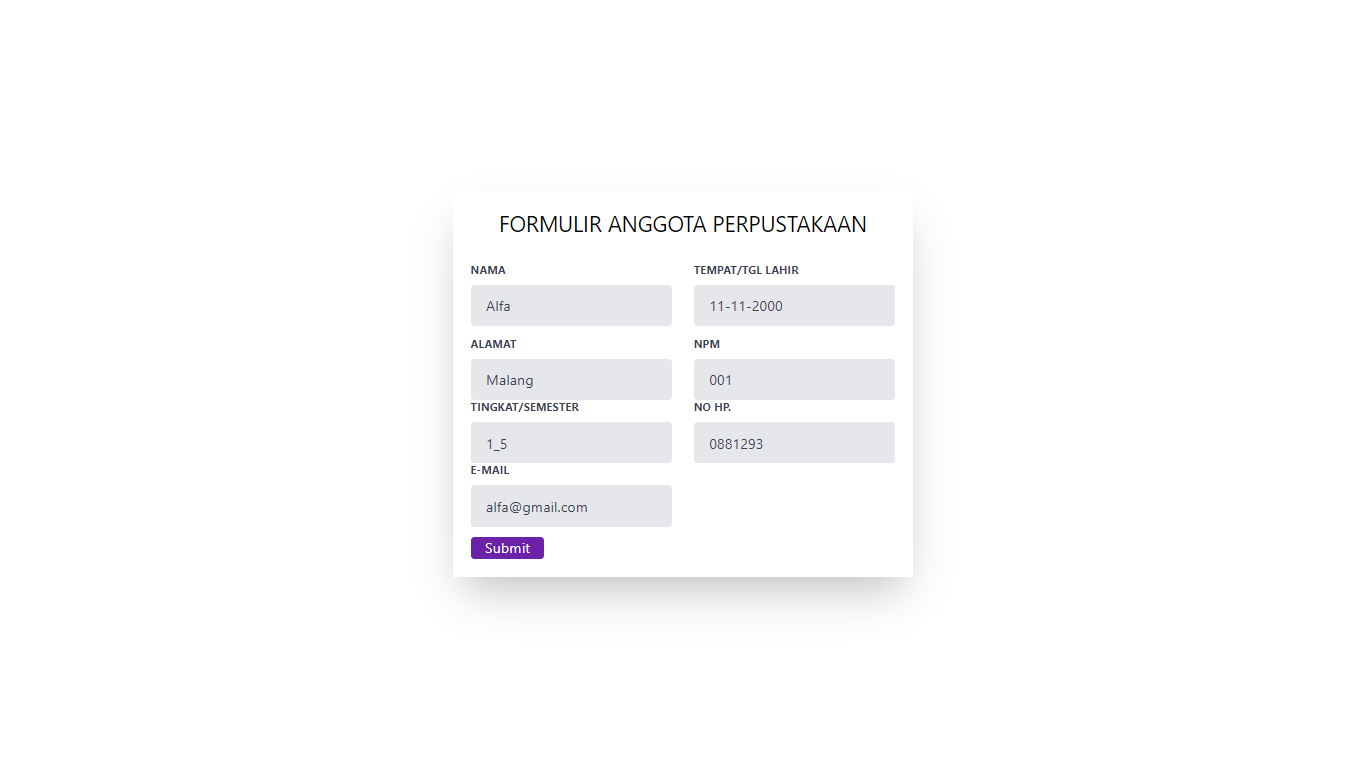 FORMULIR ANGGOTA PERPUSTAKAAN
NAMA
Alfa
TEMPAT/TGL LAHIR
11-11-2000
ALAMAT
Malang
NPM
001
TINGKAT/SEMESTER
1_5
NO HP.
0881293
E-MAIL
alfa@gmail.com
Submit